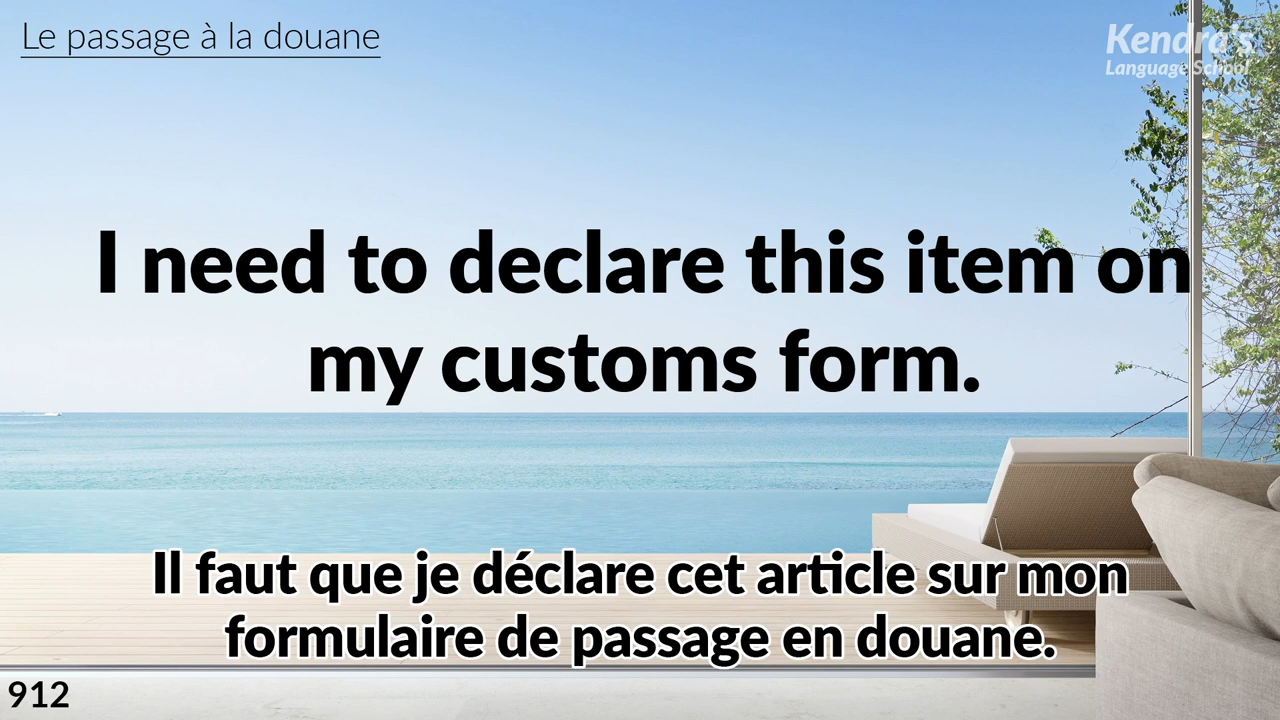 Le passage à la douane
Kendra's
Language School
I need to declare this item on
my customs form.
Il faut que je déclare cet article sur mon
formulaire de passage en douane.
912